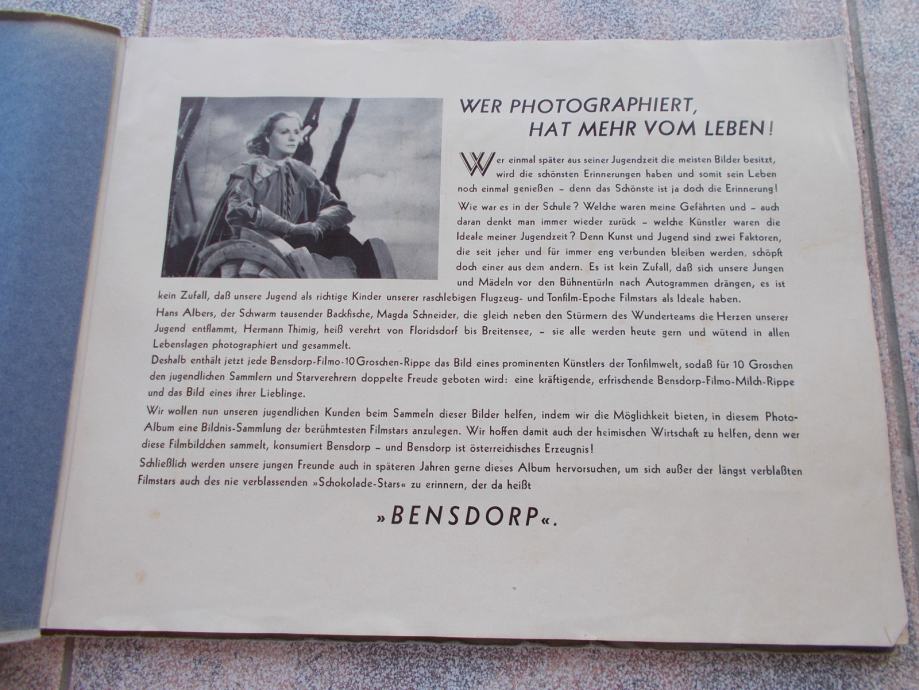 WER PHOTOGRAPHIERT,
HAT MEHR VOM LEBEN!
Wer einmal später aus seiner Jugendzeit die meisten Bilder besitzt,
wird die schönsten Erinnerungen haben und somit sein Leben
noch einmal genießen – denn das Schönste ist ja doch die Erinnerung!
Wie war es in der Schule? Welche waren meine Gefährten und – auch
daran denkt man immer wieder zurück – welche Künstler waren die
Ideale meiner Jugendzeit? Denn Kunst und Jugend sind zwei Faktoren,
die seit jeher und für immer eng verbunden bleiben werden, schöpft
doch einer aus dem andern. Es ist kein Zufall, daß sich unsere Jungen
und Mädeln vor den Bühnentürln nach Autogrammen drängen, es ist
kein Zufall, daß unsere Jugend als richtige Kinder unserer raschlebigen Flugzeug- und Tonfilm-Epoche Filmstars als Ideale haben.
Hans Albers, der Schwarm tausender Backfische, Magda Schneider, die gleich neben den Stürmern des Wunderteams die Herzen unserer
Jugend entflammt, Hermann Thimig, heiß verehrt von Floridsdorf bis Breitensee, – sie alle werden heute gern und wütend in allen
Lebenslagen photographiert und gesammelt.
Deshalb enthält jetzt jede Bensdorp-Filmo-10 Groschen-Rippe das Bild eines prominenten Künstlers der Tonfilmwelt, sodaß für 10 Groschen
den jugendlichen Sammlern und Starverehrern doppelte Freude geboten wird: eine kräftigende, erfrischende Bensdorp-Filmo-Milch-Rippe
und das Bild eines ihrer Lieblinge.
Wir wollen nun unseren jugendlichen Kunden beim Sammeln dieser Bilder helfen, indem wir die Möglichkeit bieten, in diesem Photo-
Album eine Bildnis-Sammlung der berühmtesten Filmstars anzulegen. Wir hoffen damit auch der heimischen Wirtschaft zu helfen, denn wer
diese Filmbildchen sammelt, konsumiert Bensdorp – und Bensdorp ist österreichisches Erzeugnis!
Schließlich werden unsere jungen Freunde auch in späteren Jahren gerne dieses Album hervorsuchen, um sich außer der längst verblaßten
Filmstars auch des nie verblassenden »Schokolade-Stars« zu erinnern, der da heißt
»BENSDORP«.